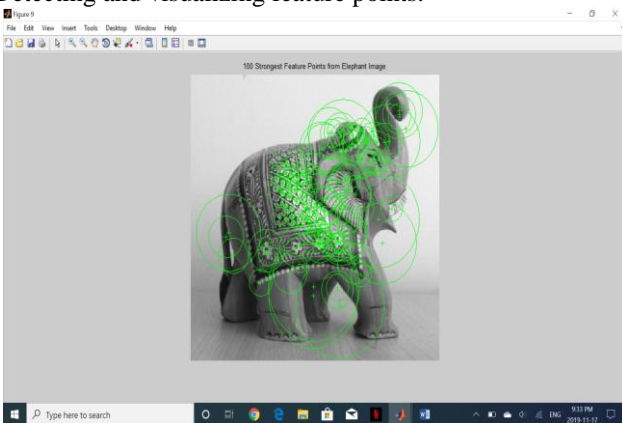 Detecting and visualizing feature points.
Figure 9
File Edit View Insert Tools Desktop Window Help
100 Strongest Feature Points from Elephant Image
Type here to search
ENG
9:33 PM
2019-11-17